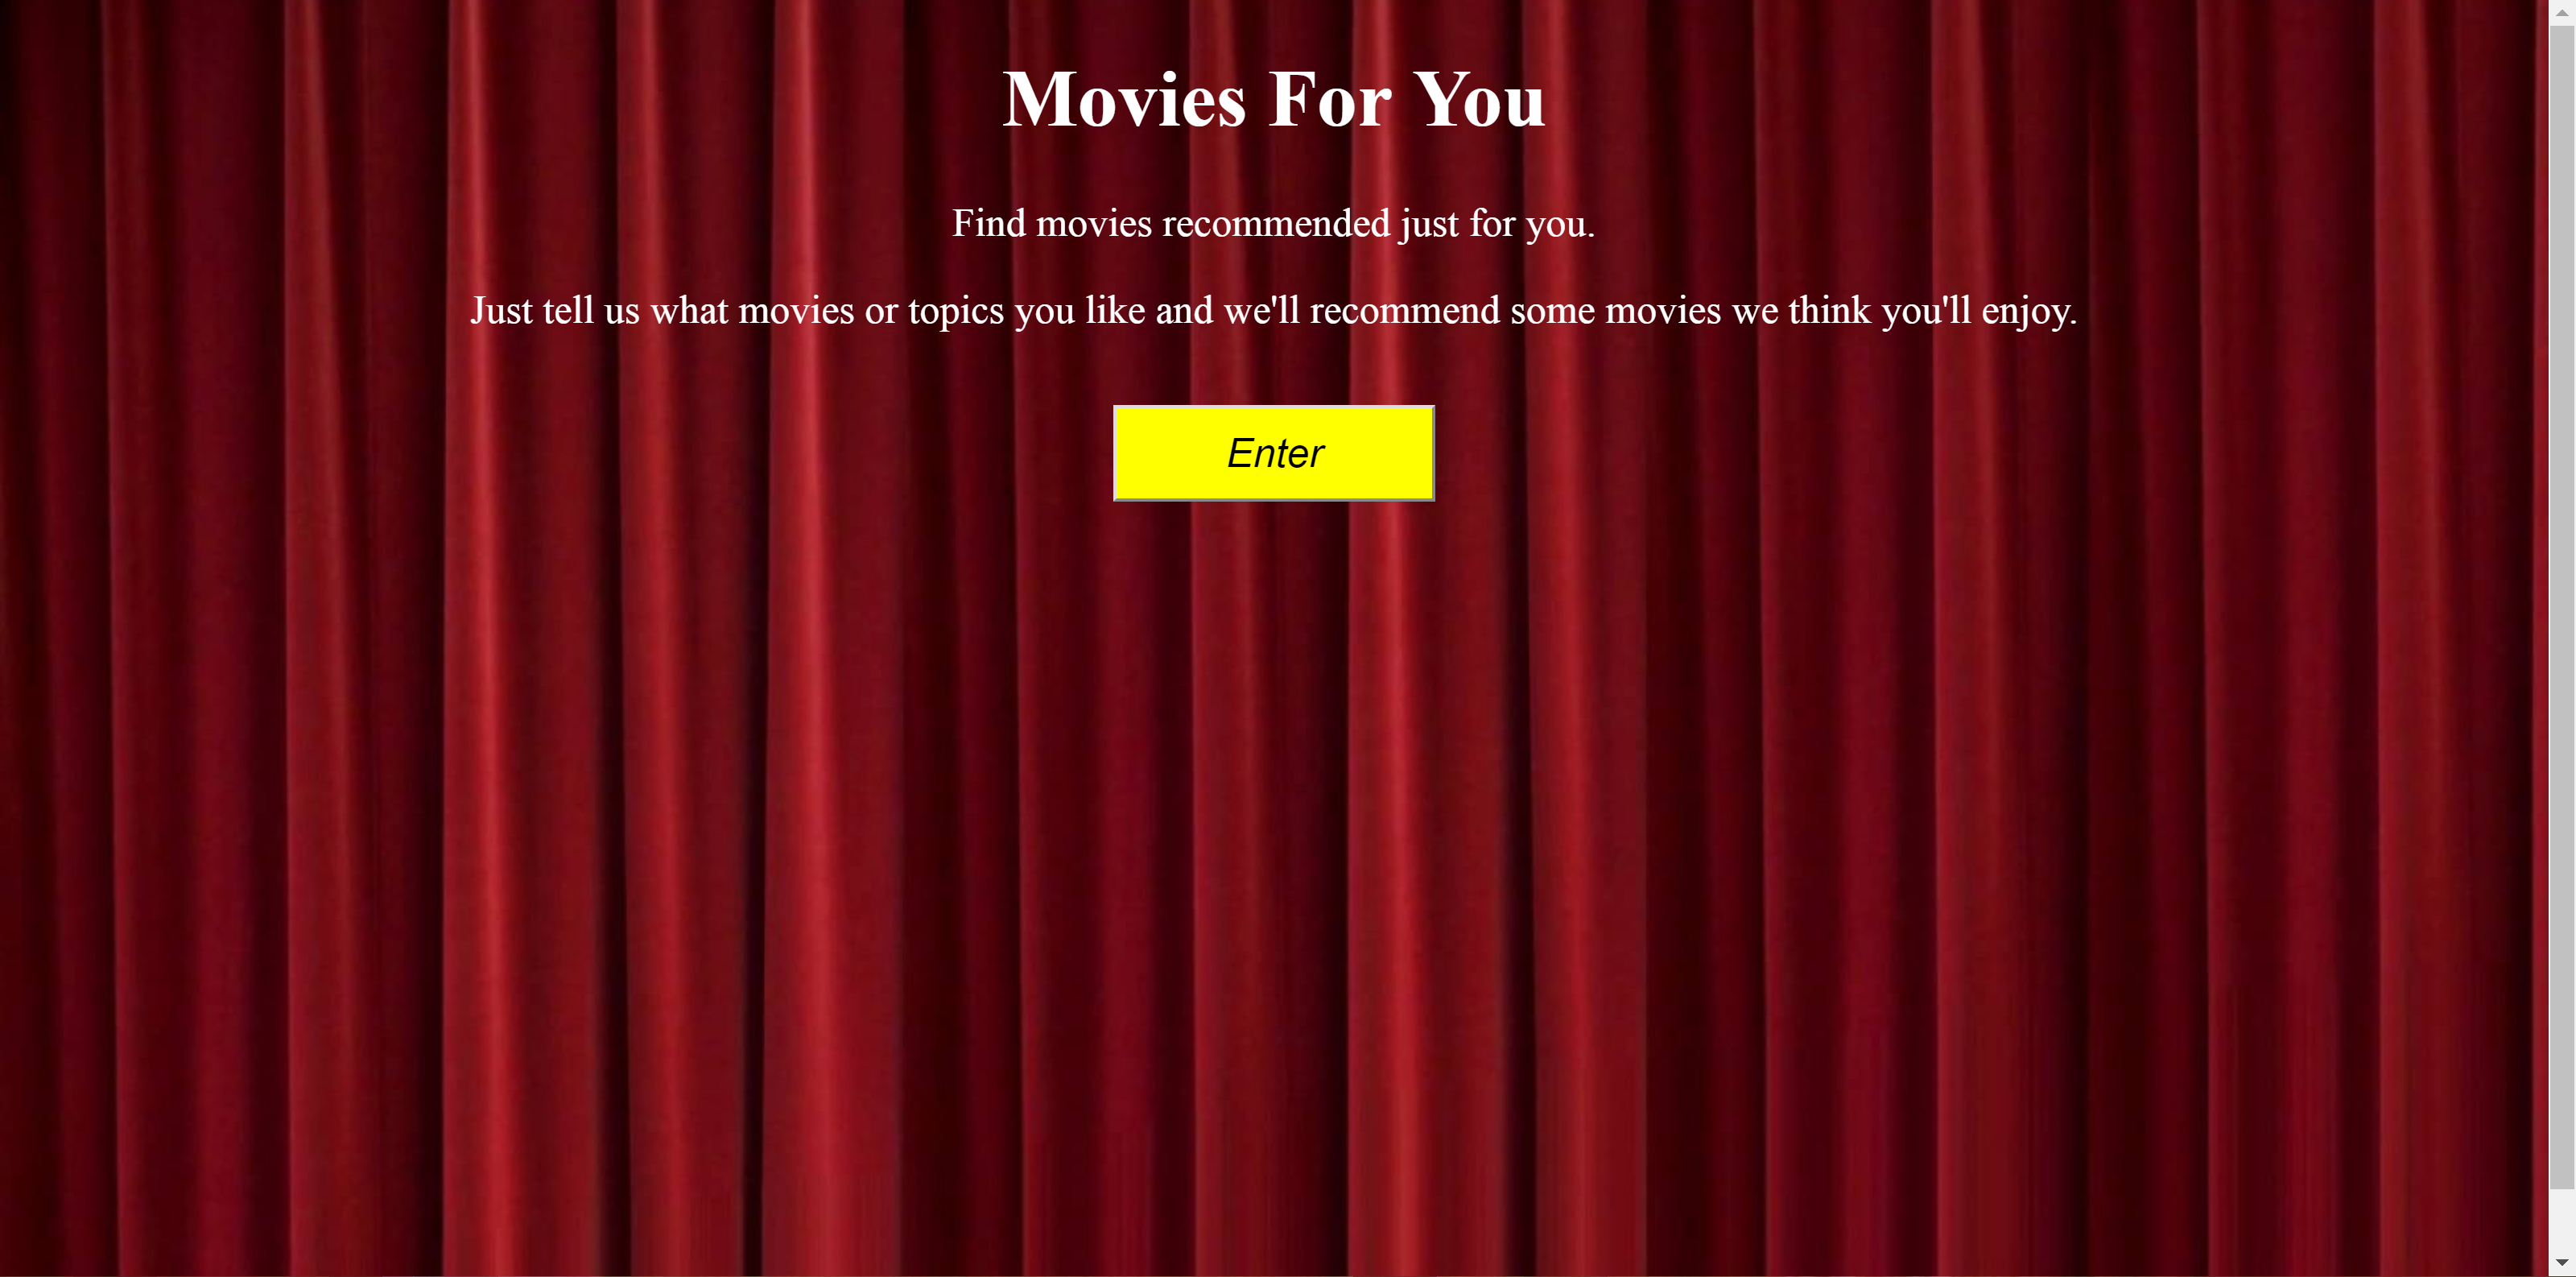 Movies For You
Find movies recommended just for you.
Just tell us what movies or topics you like and we'll recommend some movies we think you'll enjoy.
Enter